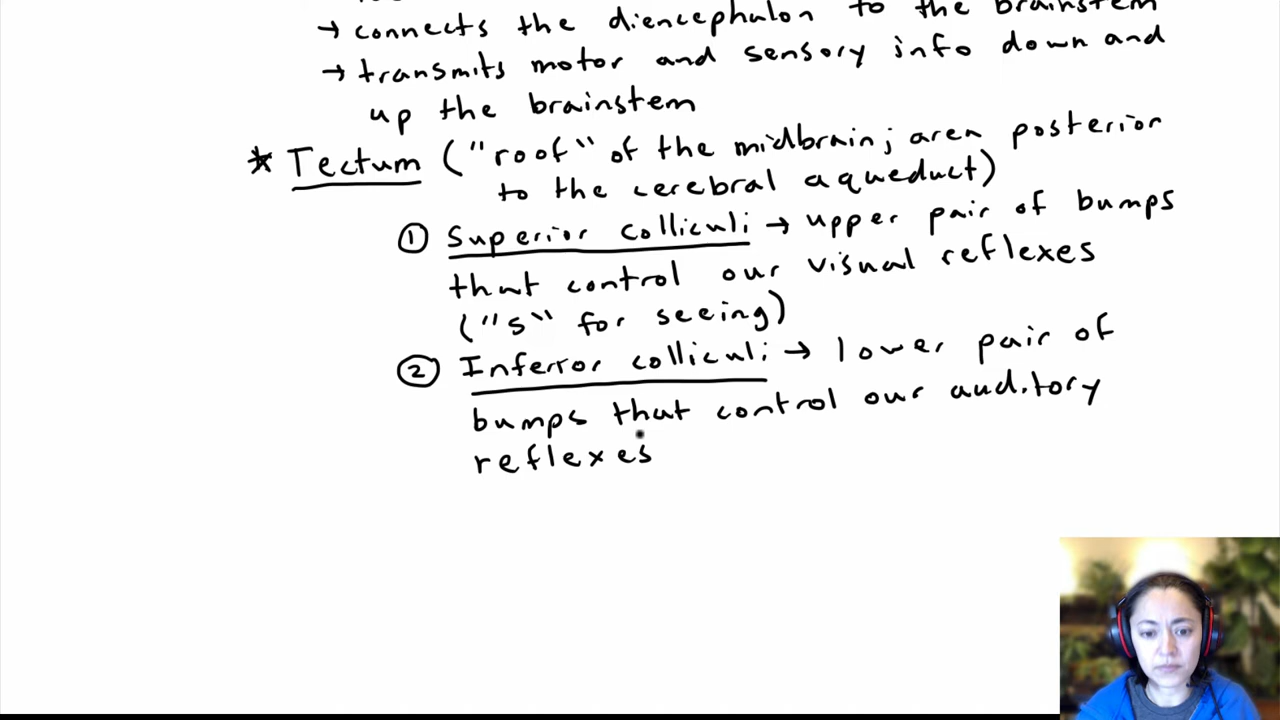 → connects the diencephalon to the brainstem
→ transmits motor and sensory info down and
up the brainstem
* Tectum ("roof" of the midbrain; area posterior
to the cerebral aqueduct)
① Superior colliculi → upper pair of bumps
that control our visual reflexes
("s" for seeing)
② Inferior colliculi → lower pair of
bumps that control our auditory
reflexes